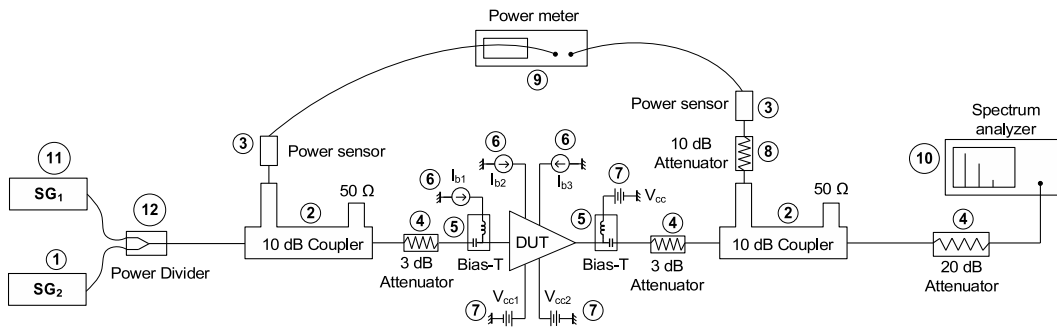 Power meter
9
3
Power sensor
Power sensor
3
10 dB
Attenuator
8
Spectrum
analyzer
10
11
SG1
12
1
SG2
Power Divider
2
50 Ω
10 dB Coupler
4
3 dB
Attenuator
6
Ib1
5
Bias-T
6
Ib2
6
Ib3
DUT
7
Vcc1
Vcc2
7
7
Vcc
5
Bias-T
4
3 dB
Attenuator
2
50 Ω
10 dB Coupler
4
20 dB
Attenuator